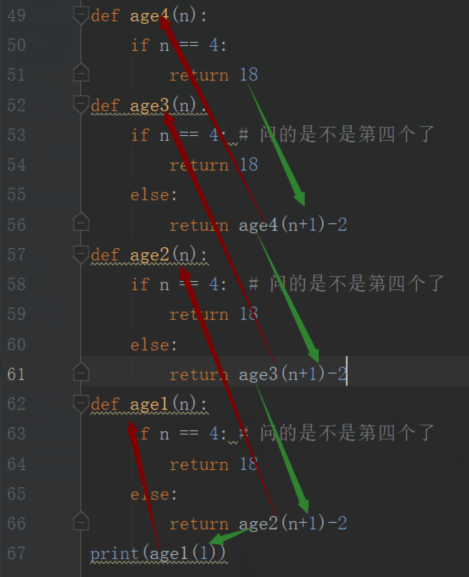 49 def age4(n):
50 if n == 4:
51 return 18
52 def age3(n):
53 if n == 4: # 问的是不是第四个了
54 return 18
55 else:
56 return age4(n+1)-2
57 def age2(n):
58 if n == 4: # 问的是不是第四个了
59 return 18
60 else:
61 return age3(n+1)-2
62 def age1(n):
63 if n == 4: # 问的是不是第四个了
64 return 18
65 else:
66 return age2(n+1)-2
67 print(age1(1))